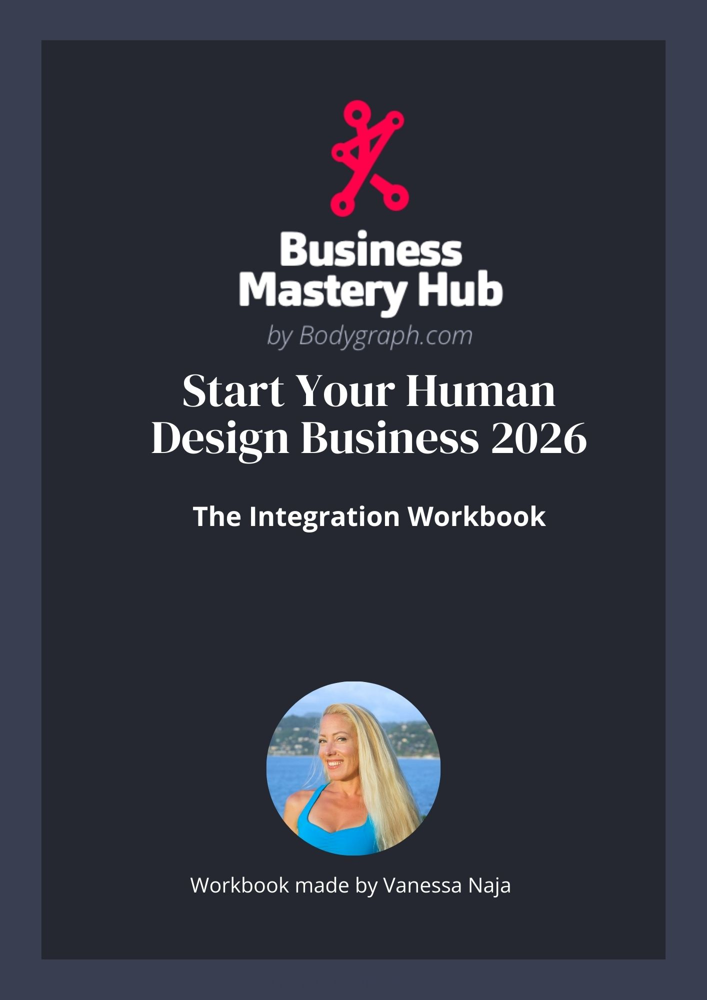 Business
Mastery Hub
by Bodygraph.com
Start Your Human
Design Business 2026
The Integration Workbook
Workbook made by Vanessa Naja